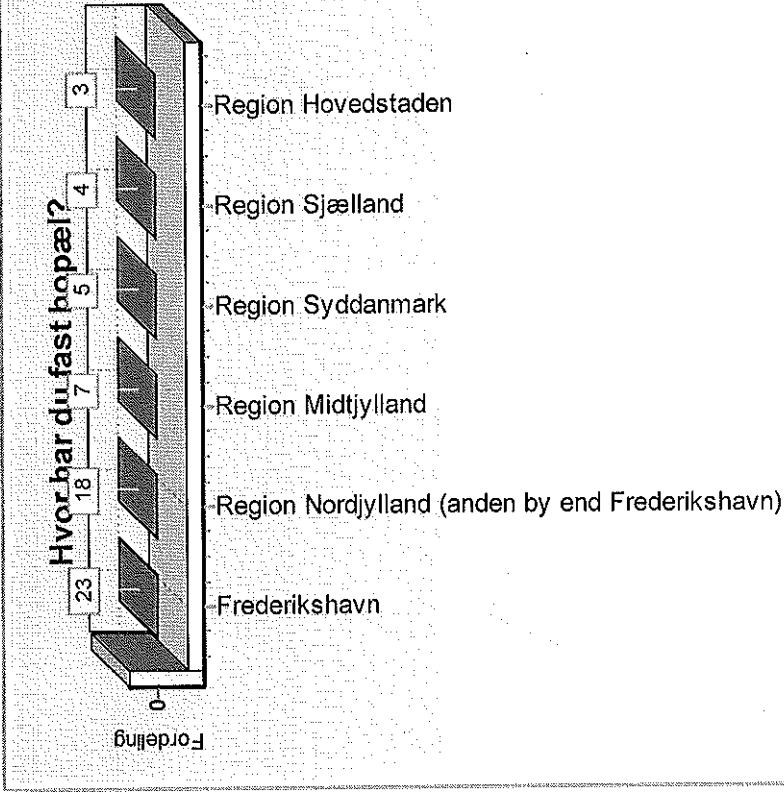 Hvor har du fast bopæl?
23
18
7
5
4
3
0
Fordeling
Frederikshavn
Region Nordjylland (anden by end Frederikshavn)
Region Midtjylland
Region Syddanmark
Region Sjælland
Region Hovedstaden